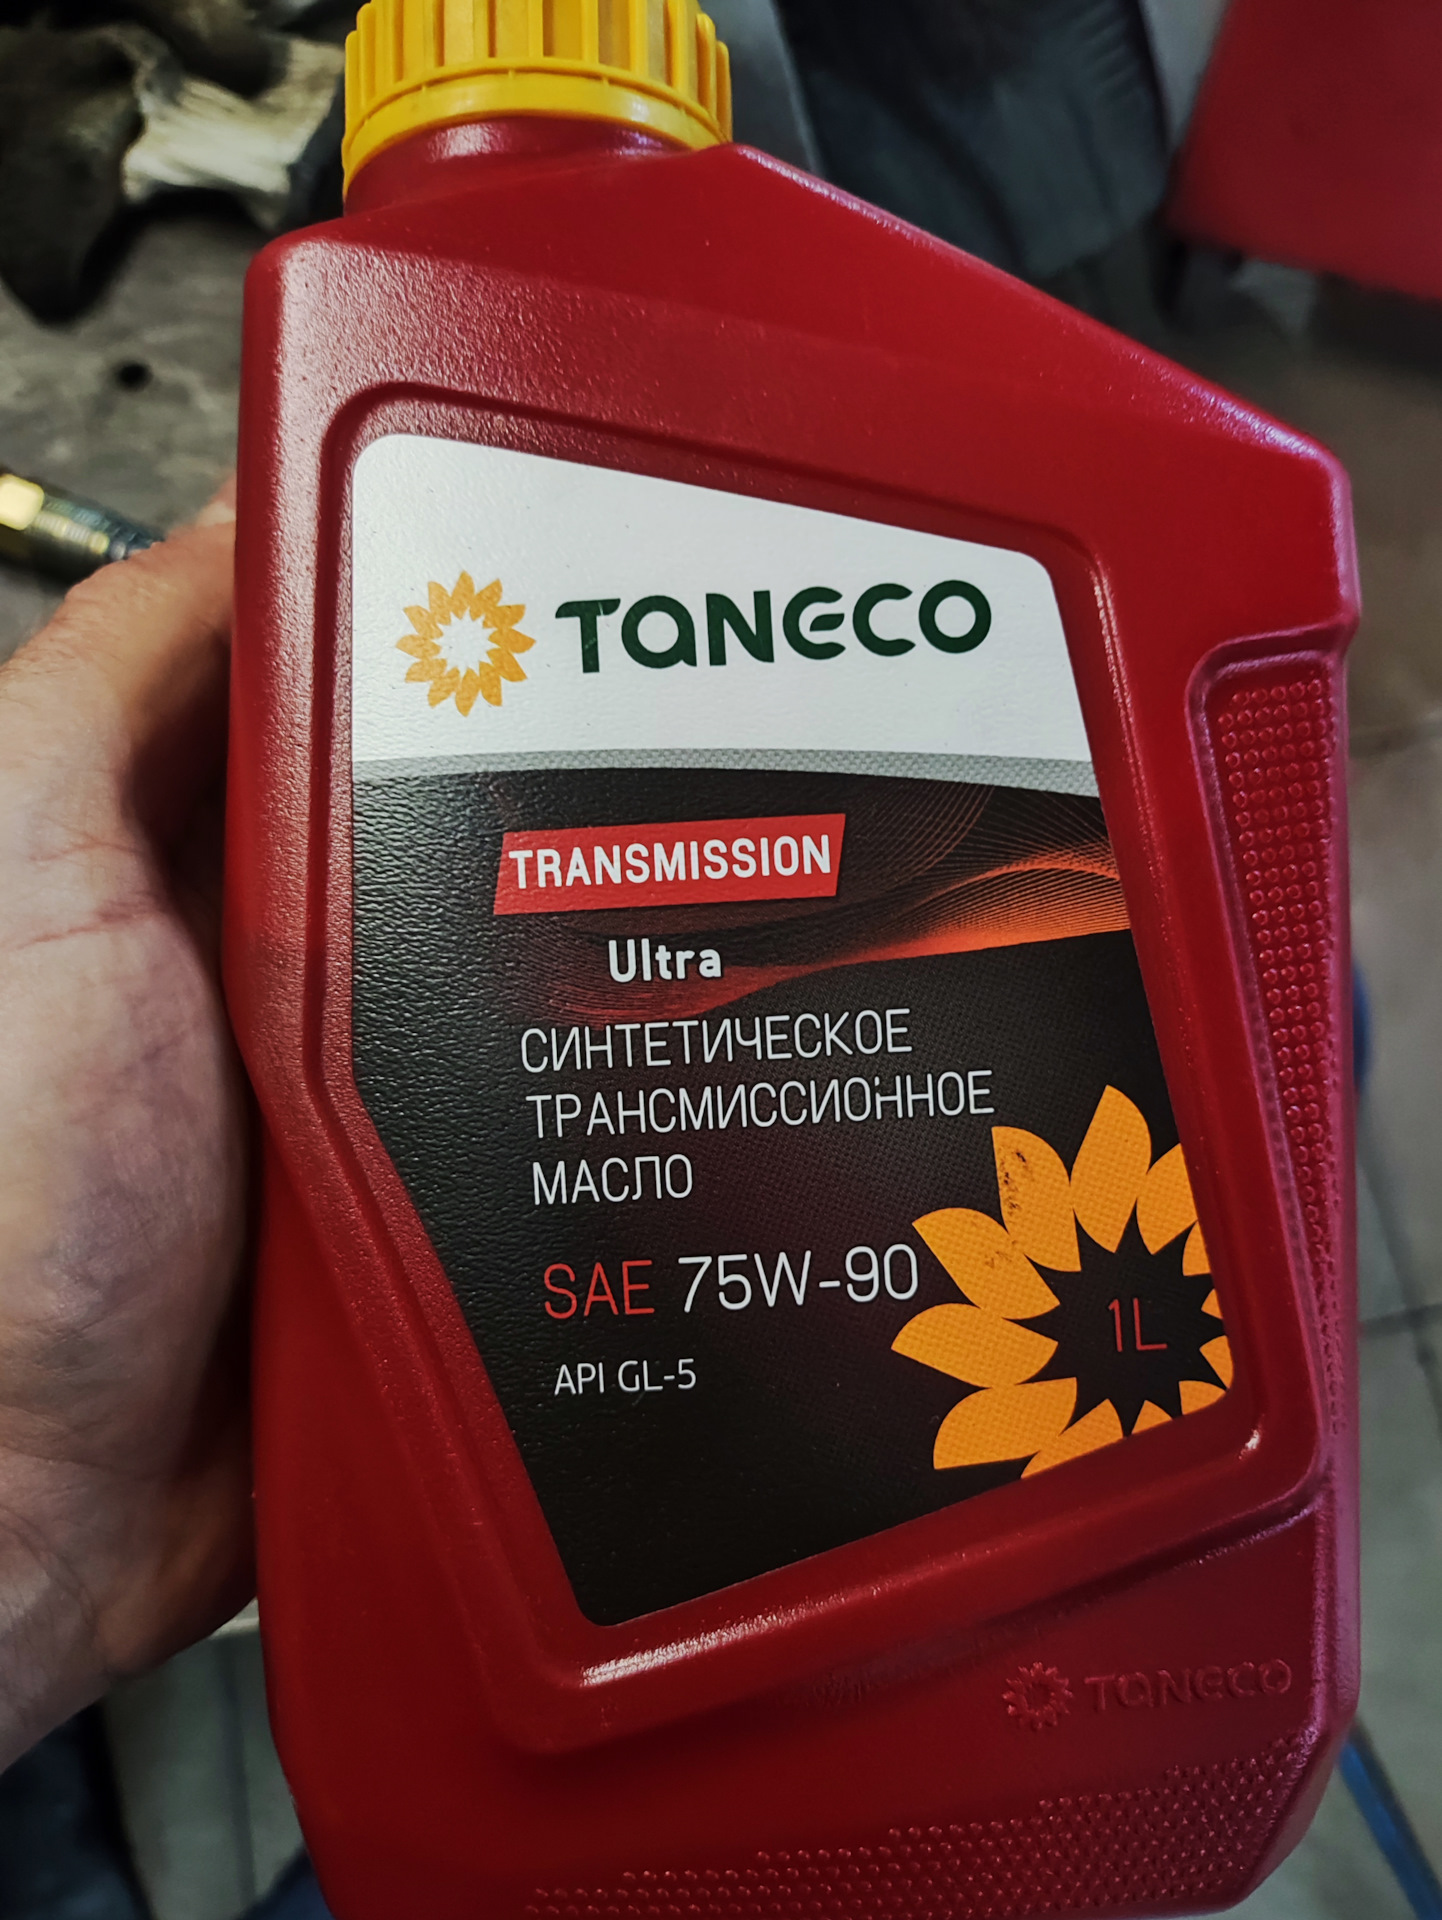 TANECO
TRANSMISSION
Ultra
СИНТЕТИЧЕСКОЕ
ТРАНСМИССИОННОЕ
МАСЛО
SAE 75W-90
1L
API GL-5
TANECO